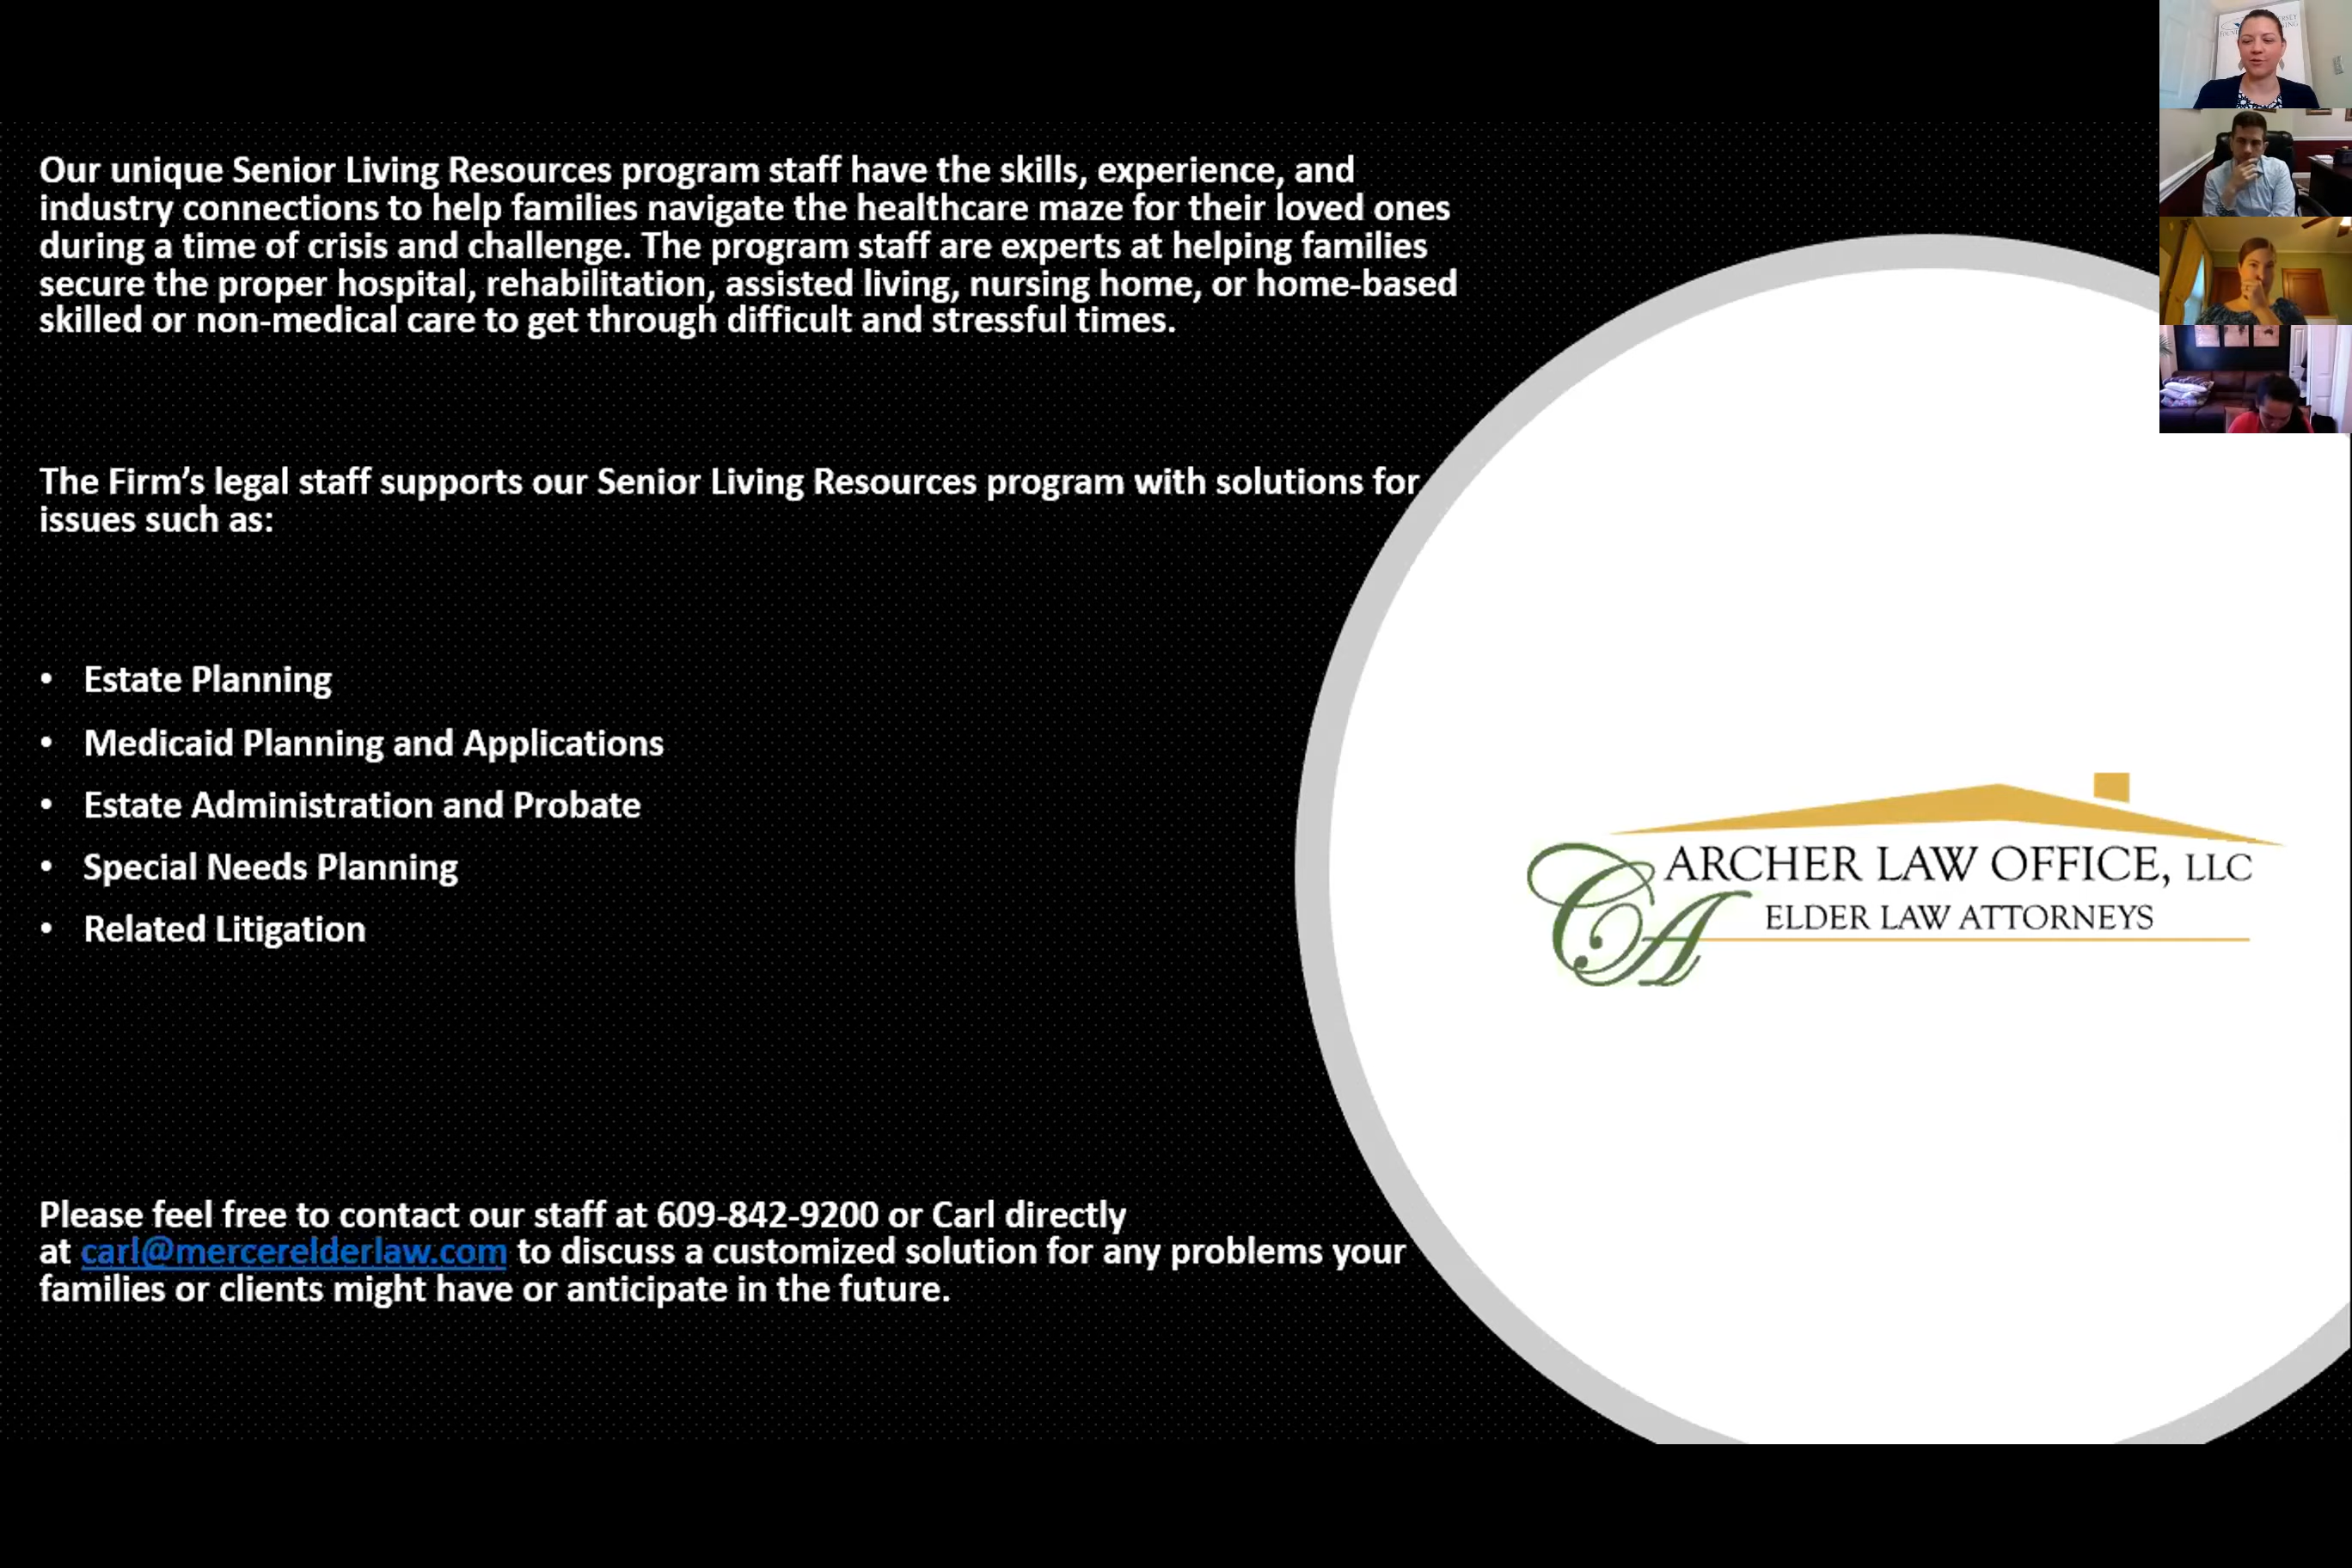 Our unique Senior Living Resources program staff have the skills, experience, and
industry connections to help families navigate the healthcare maze for their loved ones
during a time of crisis and challenge. The program staff are experts at helping families
secure the proper hospital, rehabilitation, assisted living, nursing home, or home-based
skilled or non-medical care to get through difficult and stressful times.
The Firm's legal staff supports our Senior Living Resources program with solutions for
issues such as:
• Estate Planning
• Medicaid Planning and Applications
• Estate Administration and Probate
• Special Needs Planning
• Related Litigation
Please feel free to contact our staff at 609-842-9200 or Carl directly
at carl@mercerelderlaw.com to discuss a customized solution for any problems your
families or clients might have or anticipate in the future.
CA
ARCHER LAW OFFICE, LLC
ELDER LAW ATTORNEYS